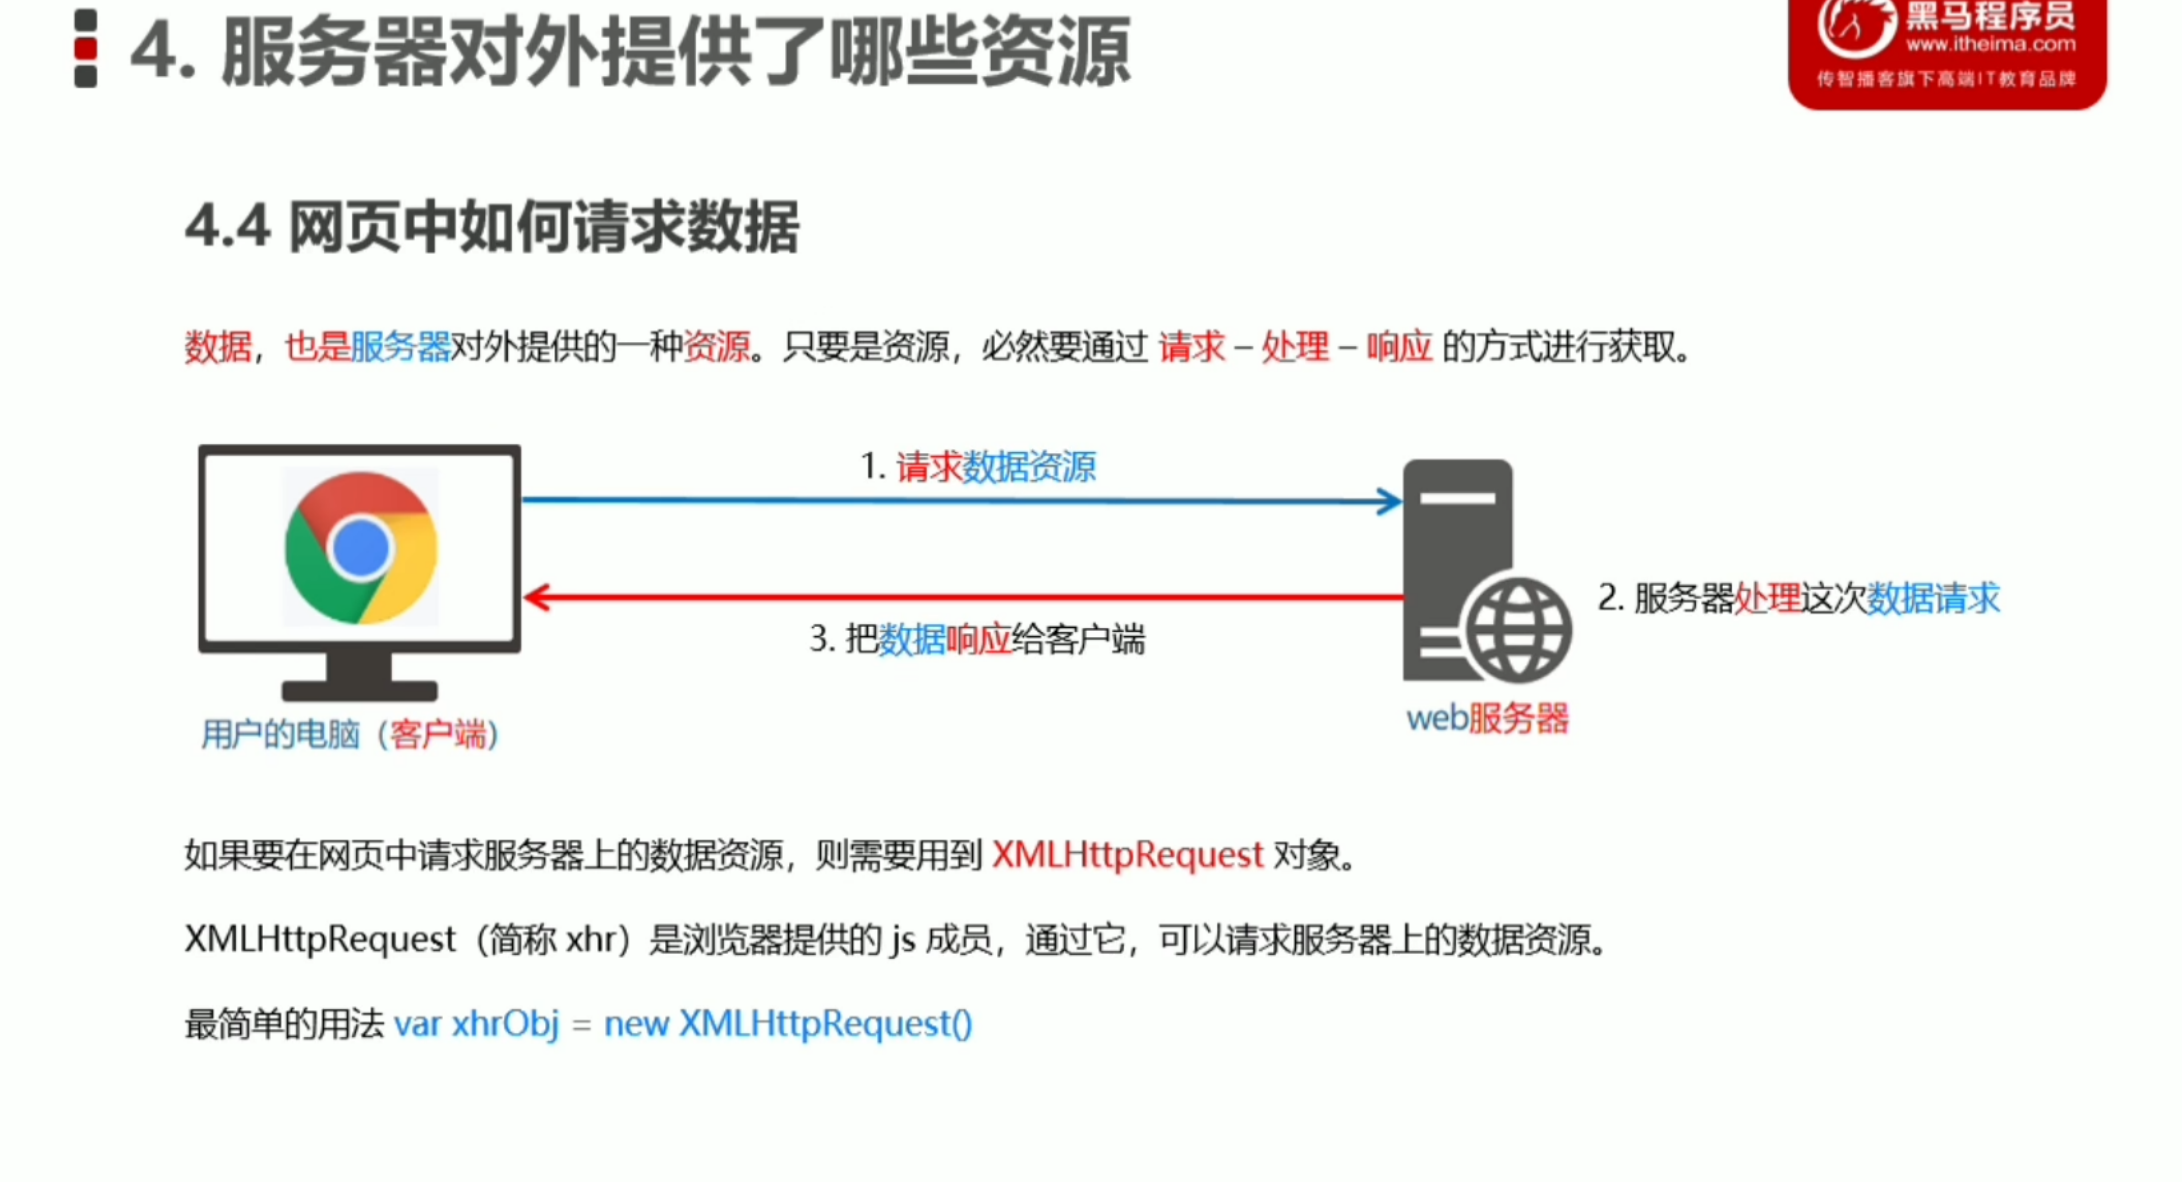 4. 服务器对外提供了哪些资源
黑马程序员
www.itheima.com
传智播客旗下高端IT教育品牌
4.4 网页中如何请求数据
数据，也是服务器对外提供的一种资源。只要是资源，必然要通过 请求 – 处理 – 响应 的方式进行获取。
1. 请求数据资源
2. 服务器处理这次数据请求
3. 把数据响应给客户端
用户的电脑（客户端）
web服务器
如果要在网页中请求服务器上的数据资源，则需要用到 XMLHttpRequest 对象。
XMLHttpRequest（简称 xhr）是浏览器提供的 js 成员，通过它，可以请求服务器上的数据资源。
最简单的用法 var xhrObj = new XMLHttpRequest()